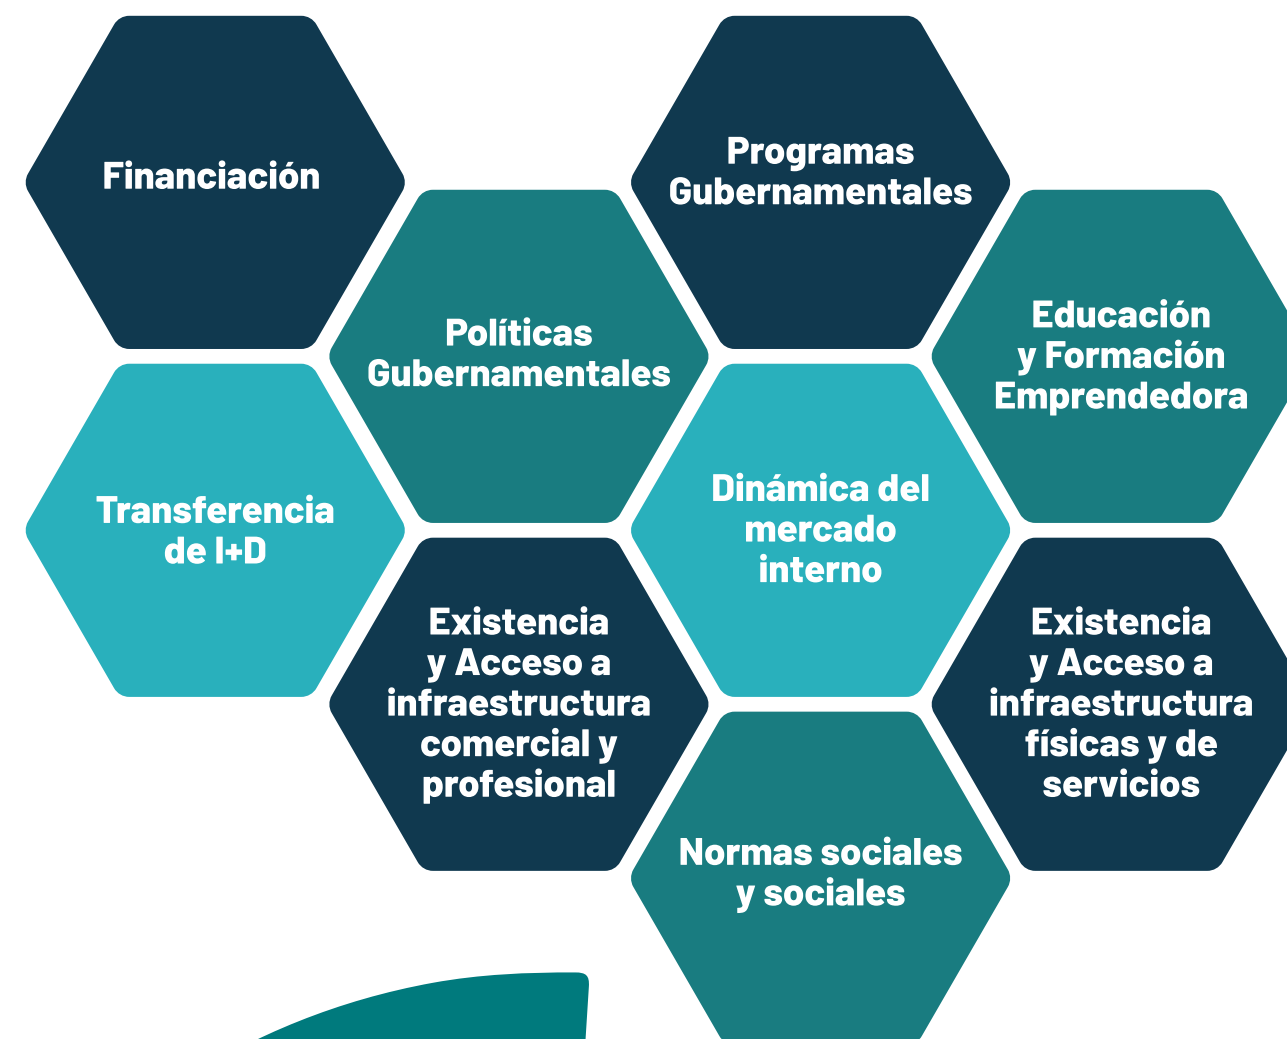 Financiación
Programas
Gubernamentales
Políticas
Gubernamentales
Educación
y Formación
Emprendedora
Transferencia
de I+D
Dinámica del
mercado
interno
Existencia
y Acceso a
infraestructura
comercial y
profesional
Existencia
y Acceso a
infraestructura
físicas y de
servicios
Normas sociales
y sociales